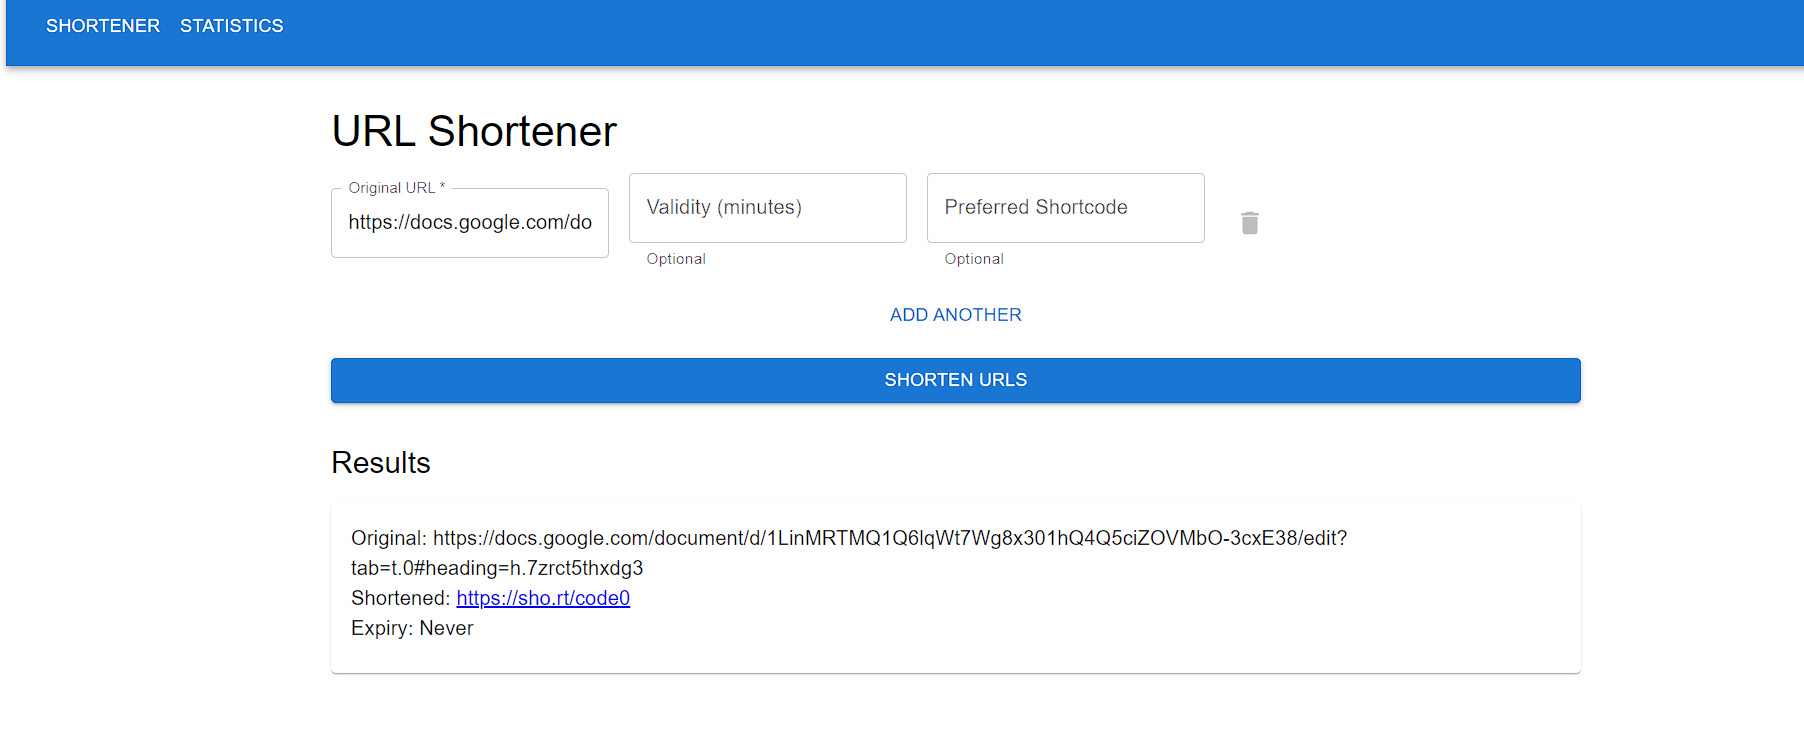 SHORTENER STATISTICS
URL Shortener
Original URL *
https://docs.google.com/do
Validity (minutes)
Optional
Preferred Shortcode
Optional
ADD ANOTHER
SHORTEN URLS
Results
Original: https://docs.google.com/document/d/1LinMRTMQ1Q6lqWt7Wg8x301hQ4Q5ciZOVMbO-3cxE38/edit?
tab=t.0#heading=h.7zrct5thxdg3
Shortened: https://sho.rt/code0
Expiry: Never